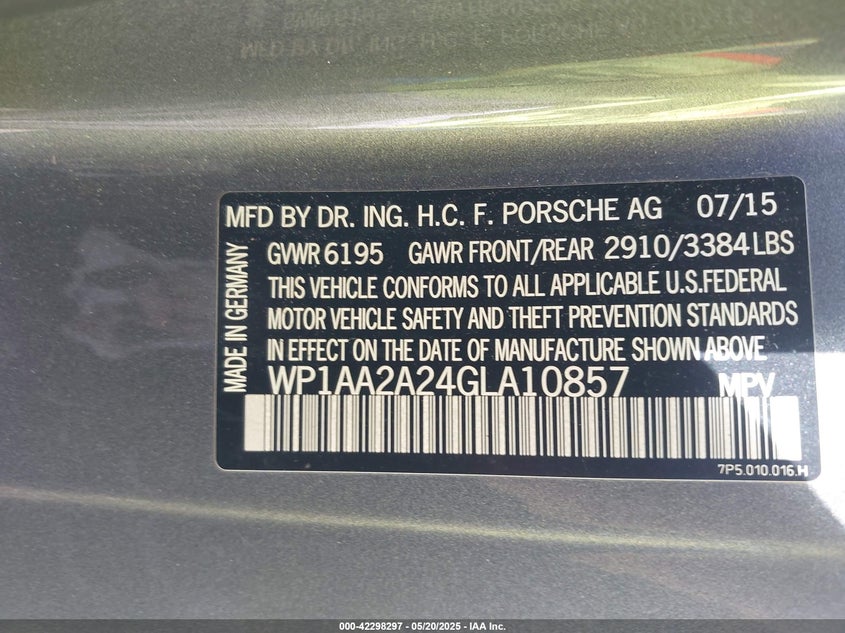 MFD BY DR. ING. H.C. F. PORSCHE AG 07/15
GVWR 6195 GAWR FRONT/REAR 2910/3384 LBS
THIS VEHICLE CONFORMS TO ALL APPLICABLE U.S.FEDERAL
MOTOR VEHICLE SAFETY AND THEFT PREVENTION STANDARDS
IN EFFECT ON THE DATE OF MANUFACTURE SHOWN ABOVE
WP1AA2A24GLA10857 MPV
MADE IN GERMANY
7P5.010.016.H
000-42298297 - 05/20/2025 - IAA Inc.